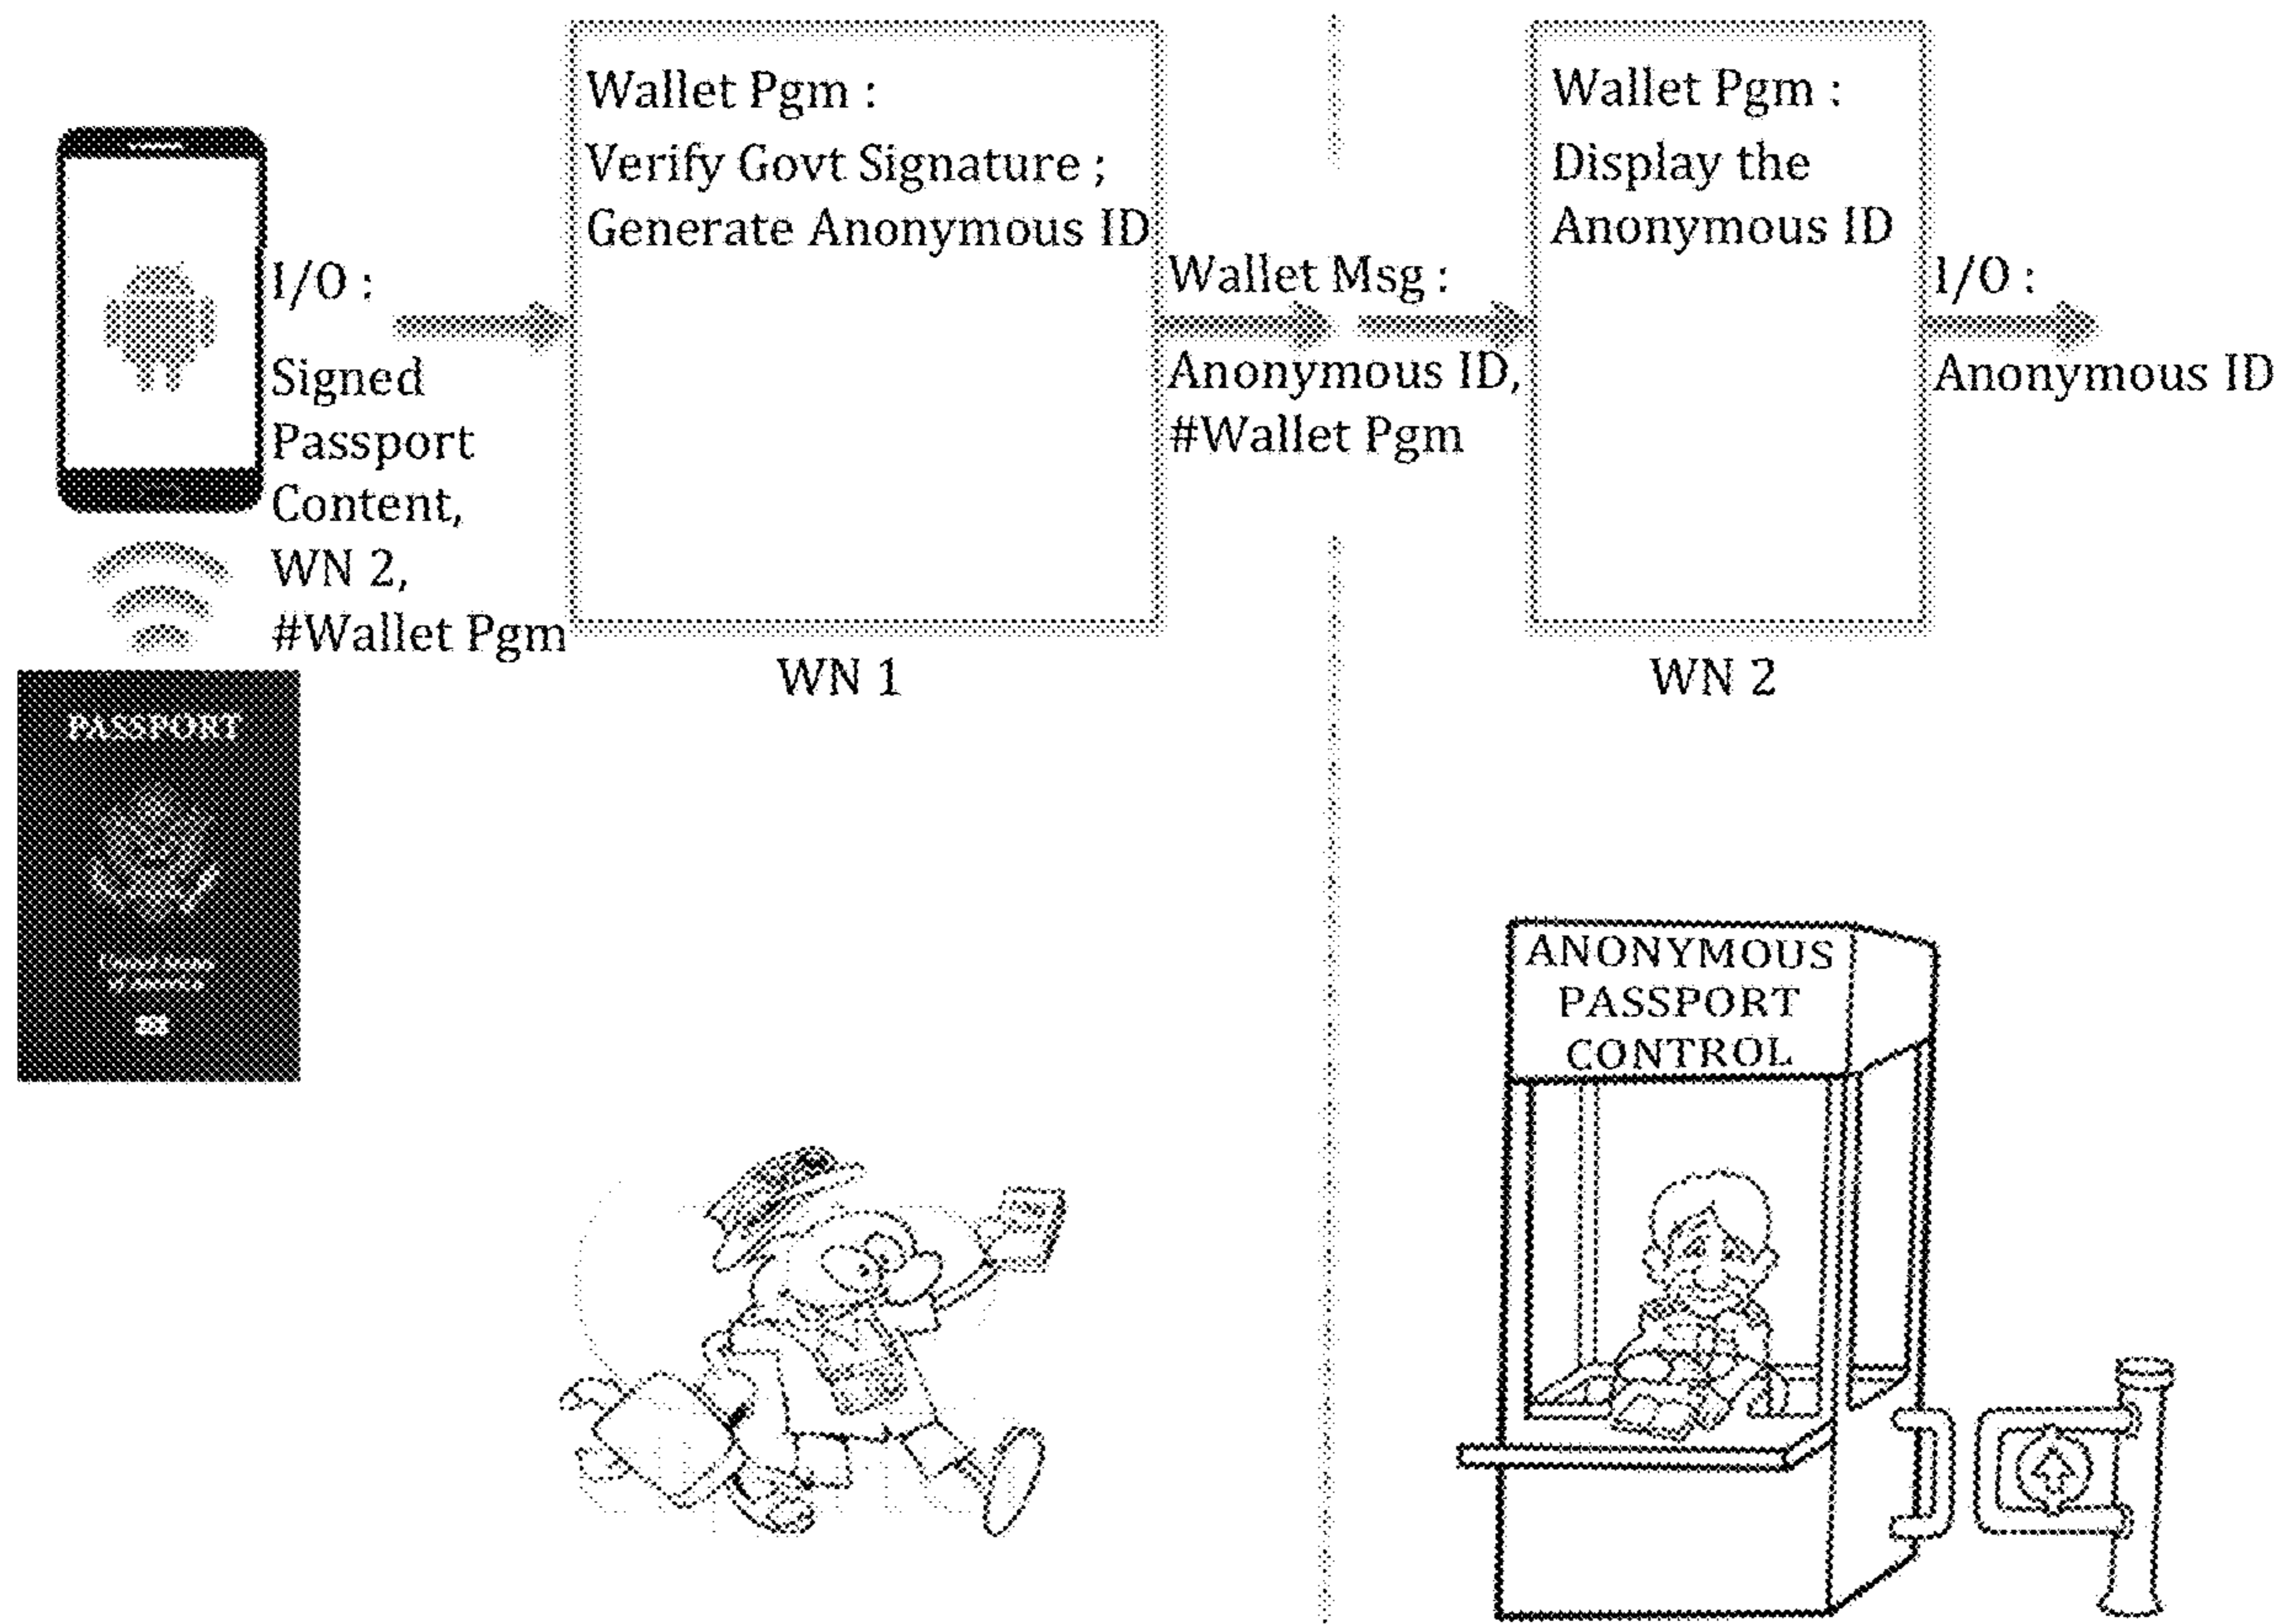 Wallet Pgm :
Verify Govt Signature ;
Generate Anonymous ID
Wallet Pgm :
Display the
Anonymous ID
I/O :
Signed
Passport
Content,
WN 2,
#Wallet Pgm
Wallet Msg :
Anonymous ID,
#Wallet Pgm
I/O :
Anonymous ID
WN 1
WN 2
PASSPORT
ANONYMOUS
PASSPORT
CONTROL